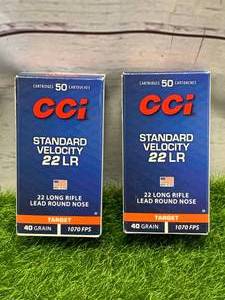 CARTRIDGES 50 CARTOUCHES
CCi
STANDARD
VELOCITY
22 LR
22 LONG RIFLE
LEAD ROUND NOSE
TARGET
40 GRAIN 1070 FPS
CARTRIDGES 50 CARTOUCHES
CCi
STANDARD
VELOCITY
22 LR
22 LONG RIFLE
LEAD ROUND NOSE
TARGET
40 GRAIN 1070 FPS